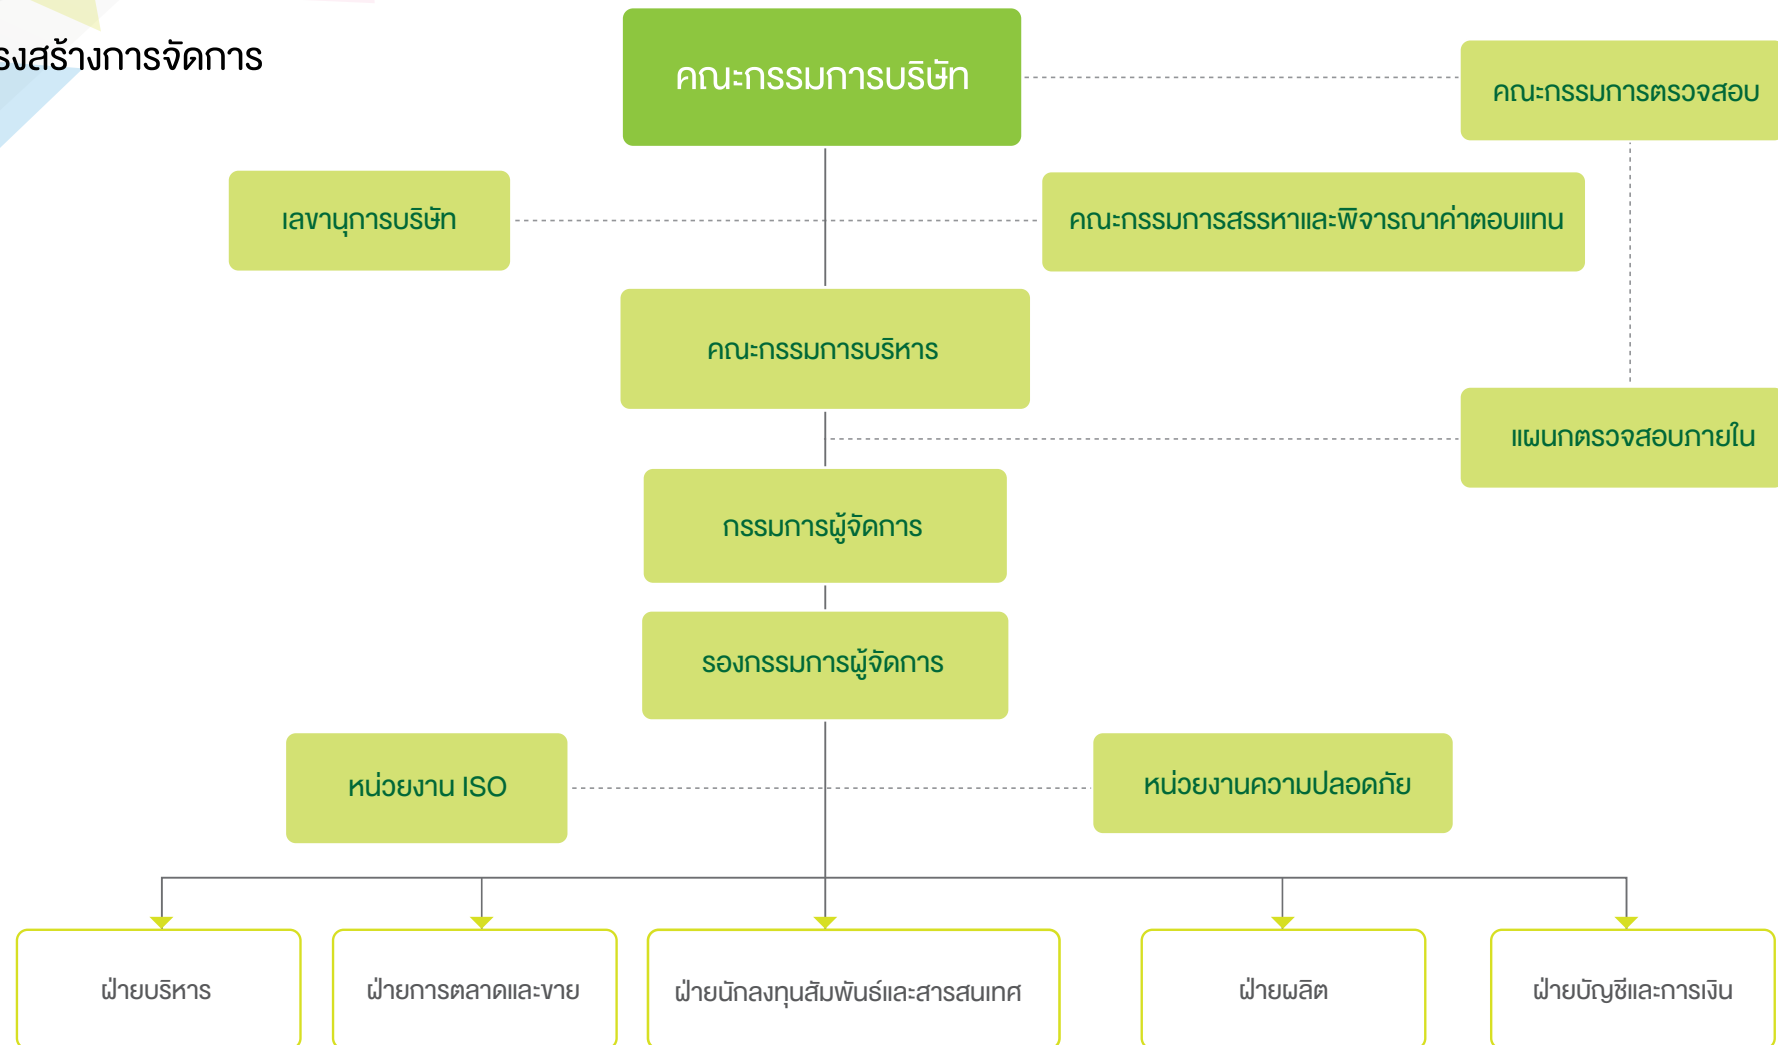 รงสร้างการจัดการ
คณะกรรมการบริษัท
คณะกรรมการตรวจสอบ
เลขานุการบริษัท
คณะกรรมการสรรหาและพิจารณาค่าตอบแทน
คณะกรรมการบริหาร
แผนกตรวจสอบภายใน
กรรมการผู้จัดการ
รองกรรมการผู้จัดการ
หน่วยงาน ISO
หน่วยงานความปลอดภัย
ฝ่ายบริหาร
ฝ่ายการตลาดและขาย
ฝ่ายนักลงทุนสัมพันธ์และสารสนเทศ
ฝ่ายผลิต
ฝ่ายบัญชีและการเงิน